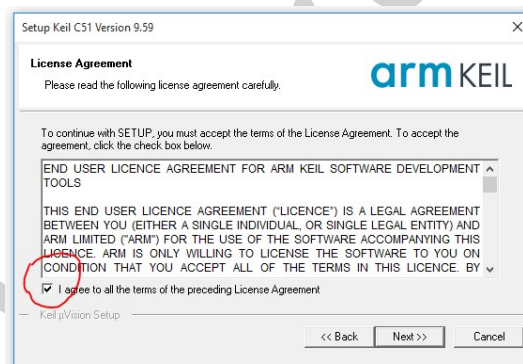 Setup Keil C51 Version 9.59
License Agreement
Please read the following license agreement carefully.
arm KEIL
To continue with SETUP, you must accept the terms of the License Agreement. To accept the
agreement, click the check box below.
END USER LICENCE AGREEMENT FOR ARM KEIL SOFTWARE DEVELOPMENT
TOOLS
THIS END USER LICENCE AGREEMENT ("LICENCE") IS A LEGAL AGREEMENT
BETWEEN YOU (EITHER A SINGLE INDIVIDUAL, OR SINGLE LEGAL ENTITY) AND
ARM LIMITED ("ARM") FOR THE USE OF THE SOFTWARE ACCOMPANYING THIS
LICENCE. ARM IS ONLY WILLING TO LICENSE THE SOFTWARE TO YOU ON
CONDITION THAT YOU ACCEPT ALL OF THE TERMS IN THIS LICENCE. BY
I agree to all the terms of the preceding License Agreement
Keil µVision Setup
<< Back Next >> Cancel